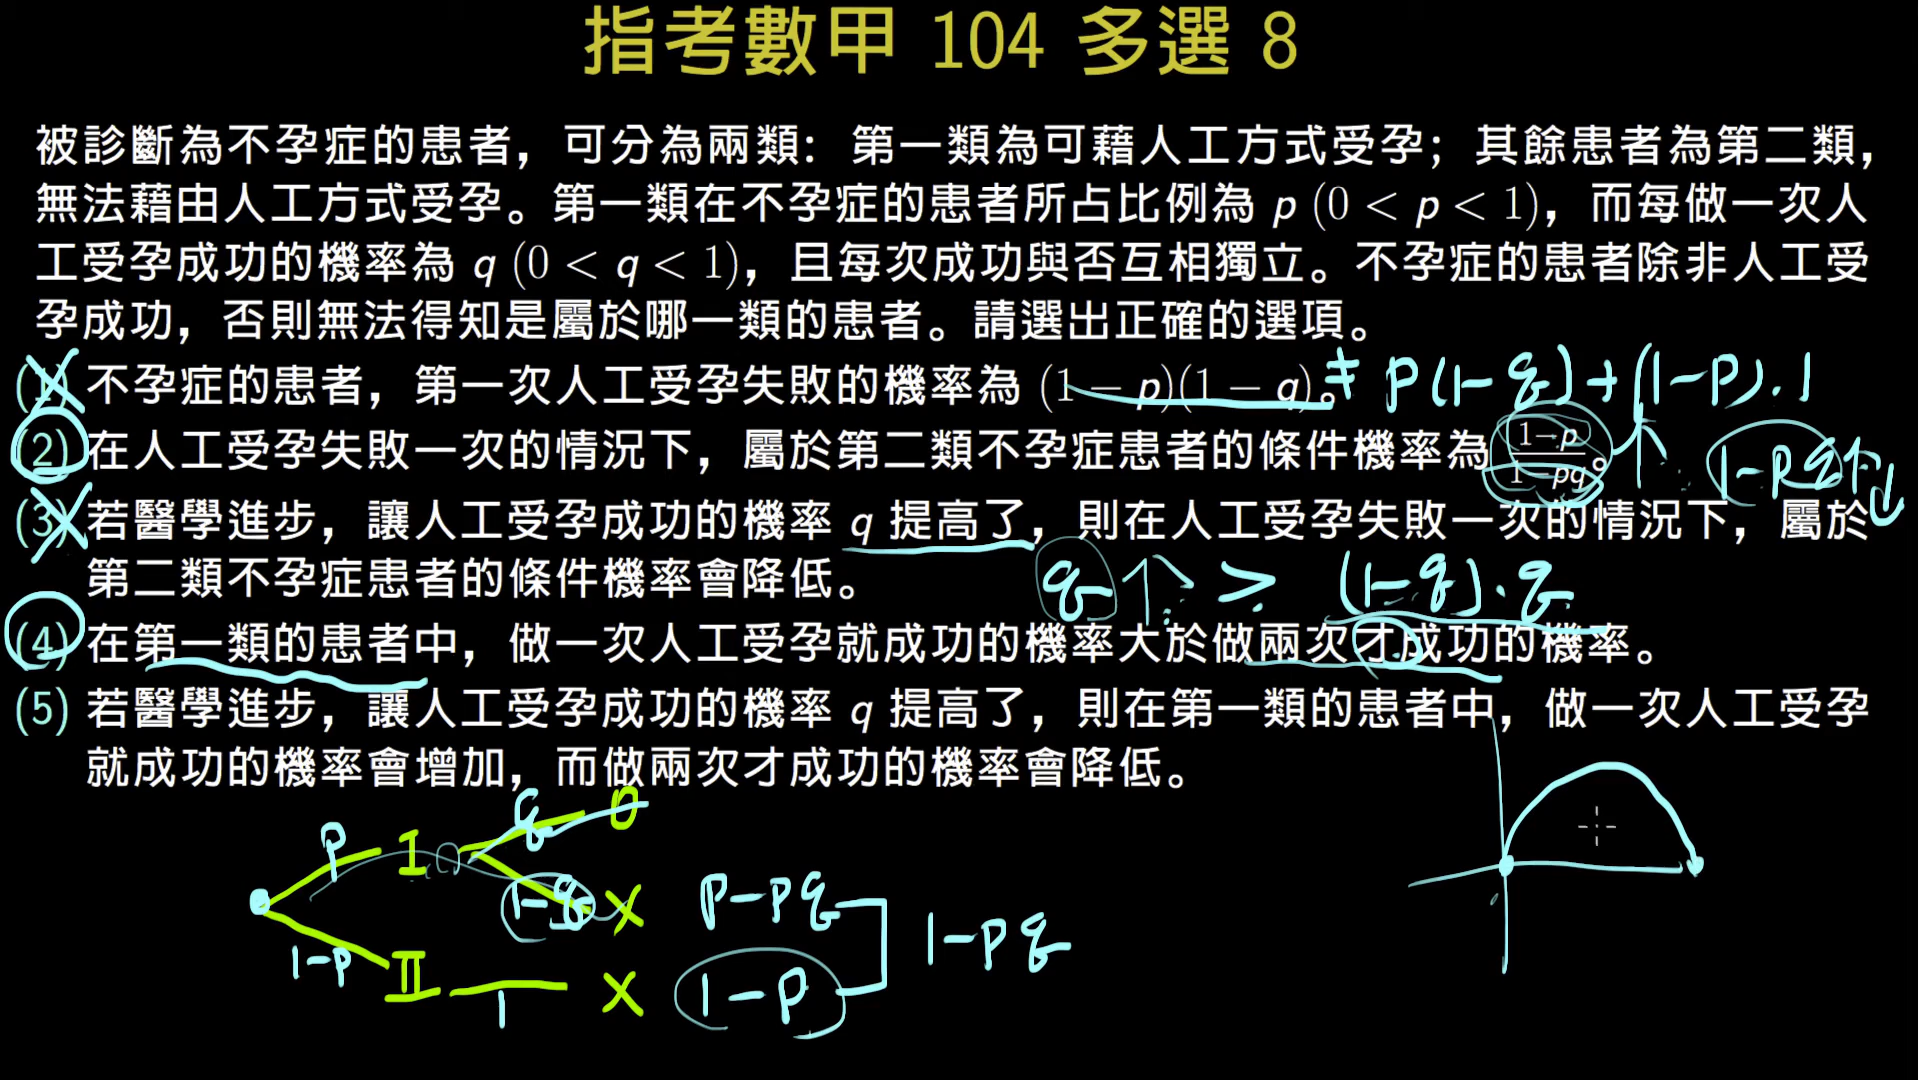 指考數甲 104 多選 8
被診斷為不孕症的患者，可分為兩類：第一類為可藉人工方式受孕；其餘患者為第二類，
無法藉由人工方式受孕。第一類在不孕症的患者所占比例為 p (0 < p < 1)，而每做一次人
工受孕成功的機率為 q (0 < q < 1)，且每次成功與否互相獨立。不孕症的患者除非人工受
孕成功，否則無法得知是屬於哪一類的患者。請選出正確的選項。
(1) 不孕症的患者，第一次人工受孕失敗的機率為 (1 − p)(1 − q)。 ≠ p(1−q)+(1−p).1
(2) 在人工受孕失敗一次的情況下，屬於第二類不孕症患者的條件機率為 \frac{1−p}{1−pq}。 ↑ 1−pq↑↓
(3) 若醫學進步，讓人工受孕成功的機率 q 提高了，則在人工受孕失敗一次的情況下，屬於
第二類不孕症患者的條件機率會降低。 q↑ > (1−q).q
(4) 在第一類的患者中，做一次人工受孕就成功的機率大於做兩次才成功的機率。
(5) 若醫學進步，讓人工受孕成功的機率 q 提高了，則在第一類的患者中，做一次人工受孕
就成功的機率會增加，而做兩次才成功的機率會降低。
q O
p I
1−q X p−pq
1−pq
1−p II 1 X 1−p